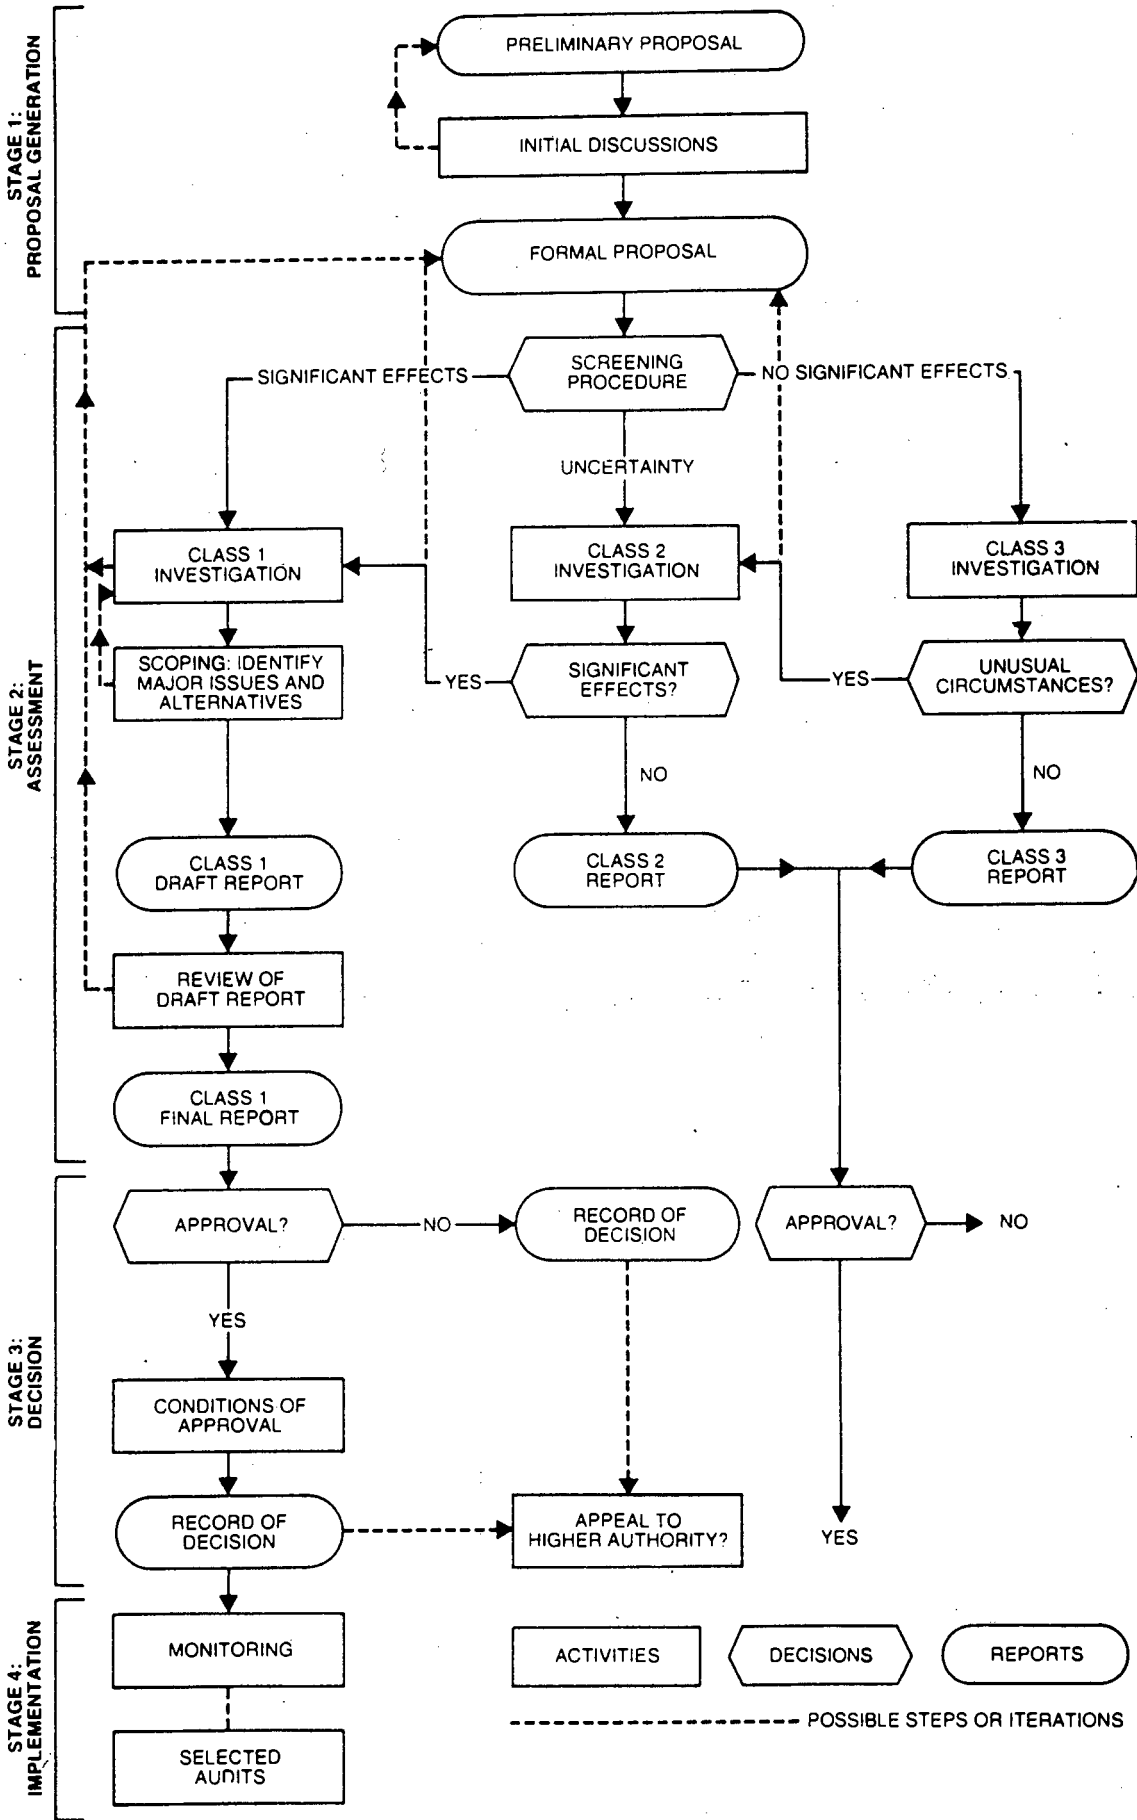 STAGE 1:
PROPOSAL GENERATION
PRELIMINARY PROPOSAL
INITIAL DISCUSSIONS
FORMAL PROPOSAL
STAGE 2:
ASSESSMENT
SCREENING
PROCEDURE
SIGNIFICANT EFFECTS
NO SIGNIFICANT EFFECTS
UNCERTAINTY
CLASS 1
INVESTIGATION
CLASS 2
INVESTIGATION
CLASS 3
INVESTIGATION
SCOPING: IDENTIFY
MAJOR ISSUES AND
ALTERNATIVES
YES
SIGNIFICANT
EFFECTS?
YES
UNUSUAL
CIRCUMSTANCES?
NO
NO
CLASS 1
DRAFT REPORT
CLASS 2
REPORT
CLASS 3
REPORT
REVIEW OF
DRAFT REPORT
CLASS 1
FINAL REPORT
STAGE 3:
DECISION
APPROVAL?
NO
RECORD OF
DECISION
APPROVAL?
NO
YES
CONDITIONS OF
APPROVAL
RECORD OF
DECISION
APPEAL TO
HIGHER AUTHORITY?
YES
STAGE 4:
IMPLEMENTATION
MONITORING
SELECTED
AUDITS
ACTIVITIES
DECISIONS
REPORTS
POSSIBLE STEPS OR ITERATIONS